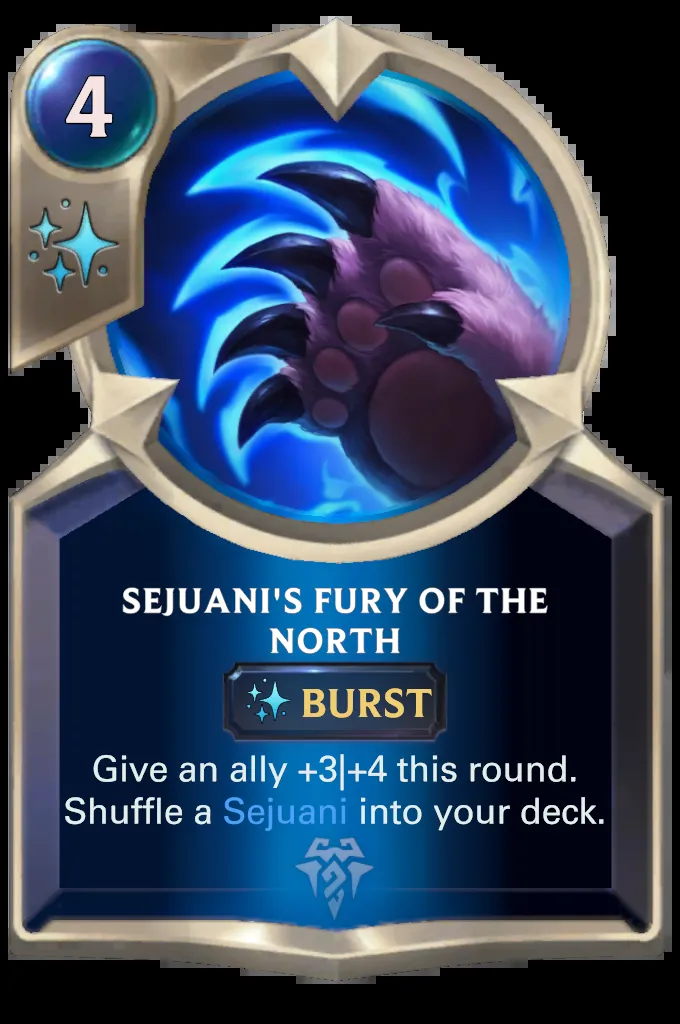 4
SEJUANI'S FURY OF THE
NORTH
BURST
Give an ally +3|+4 this round.
Shuffle a Sejuani into your deck.